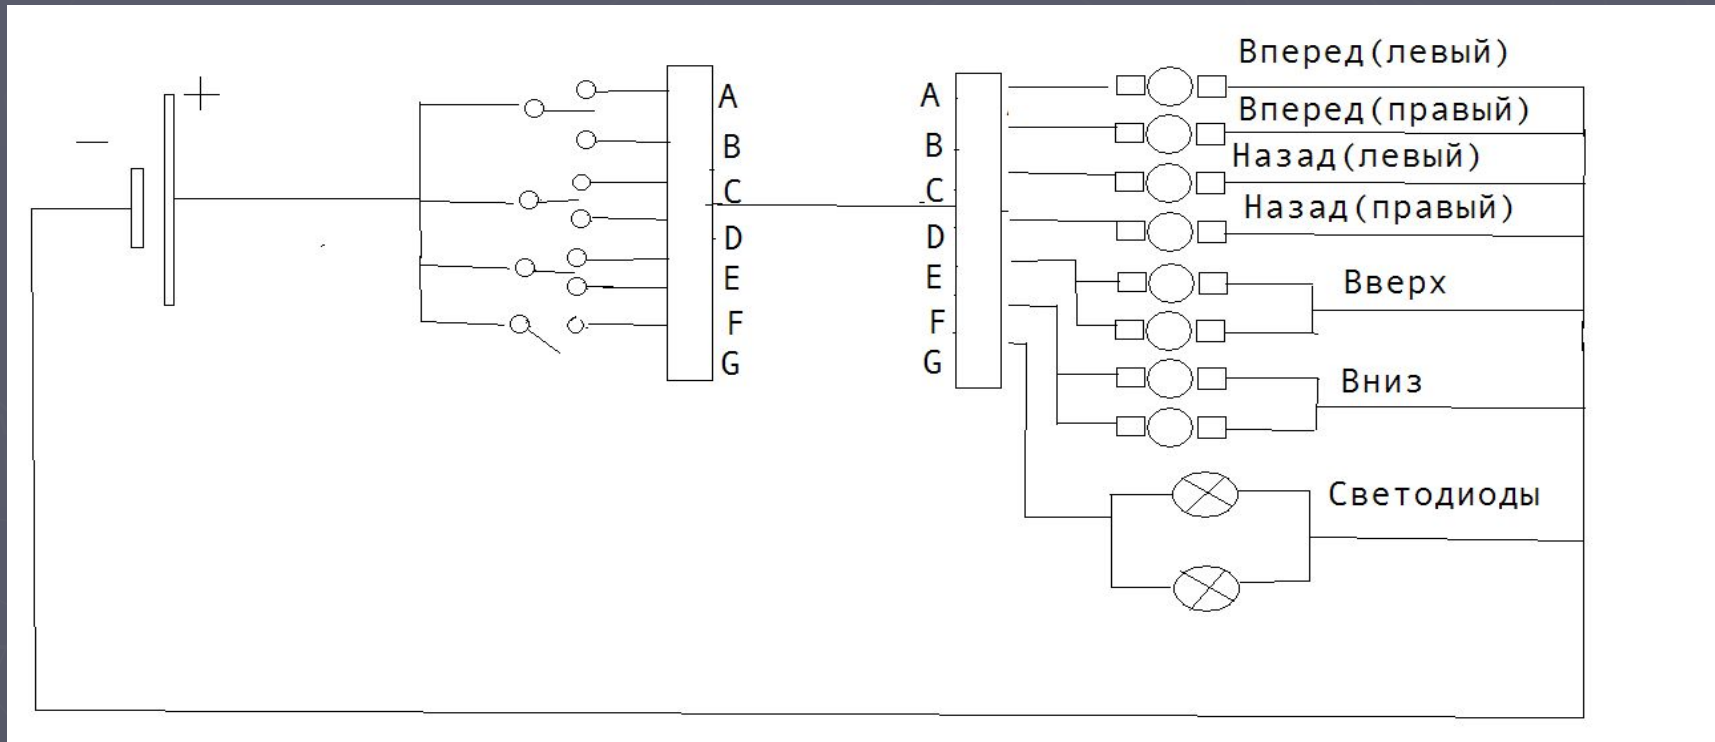 +
—
A
B
C
D
E
F
G
A
B
C
D
E
F
G
Вперед(левый)
Вперед(правый)
Назад(левый)
Назад(правый)
Вверх
Вниз
Светодиоды